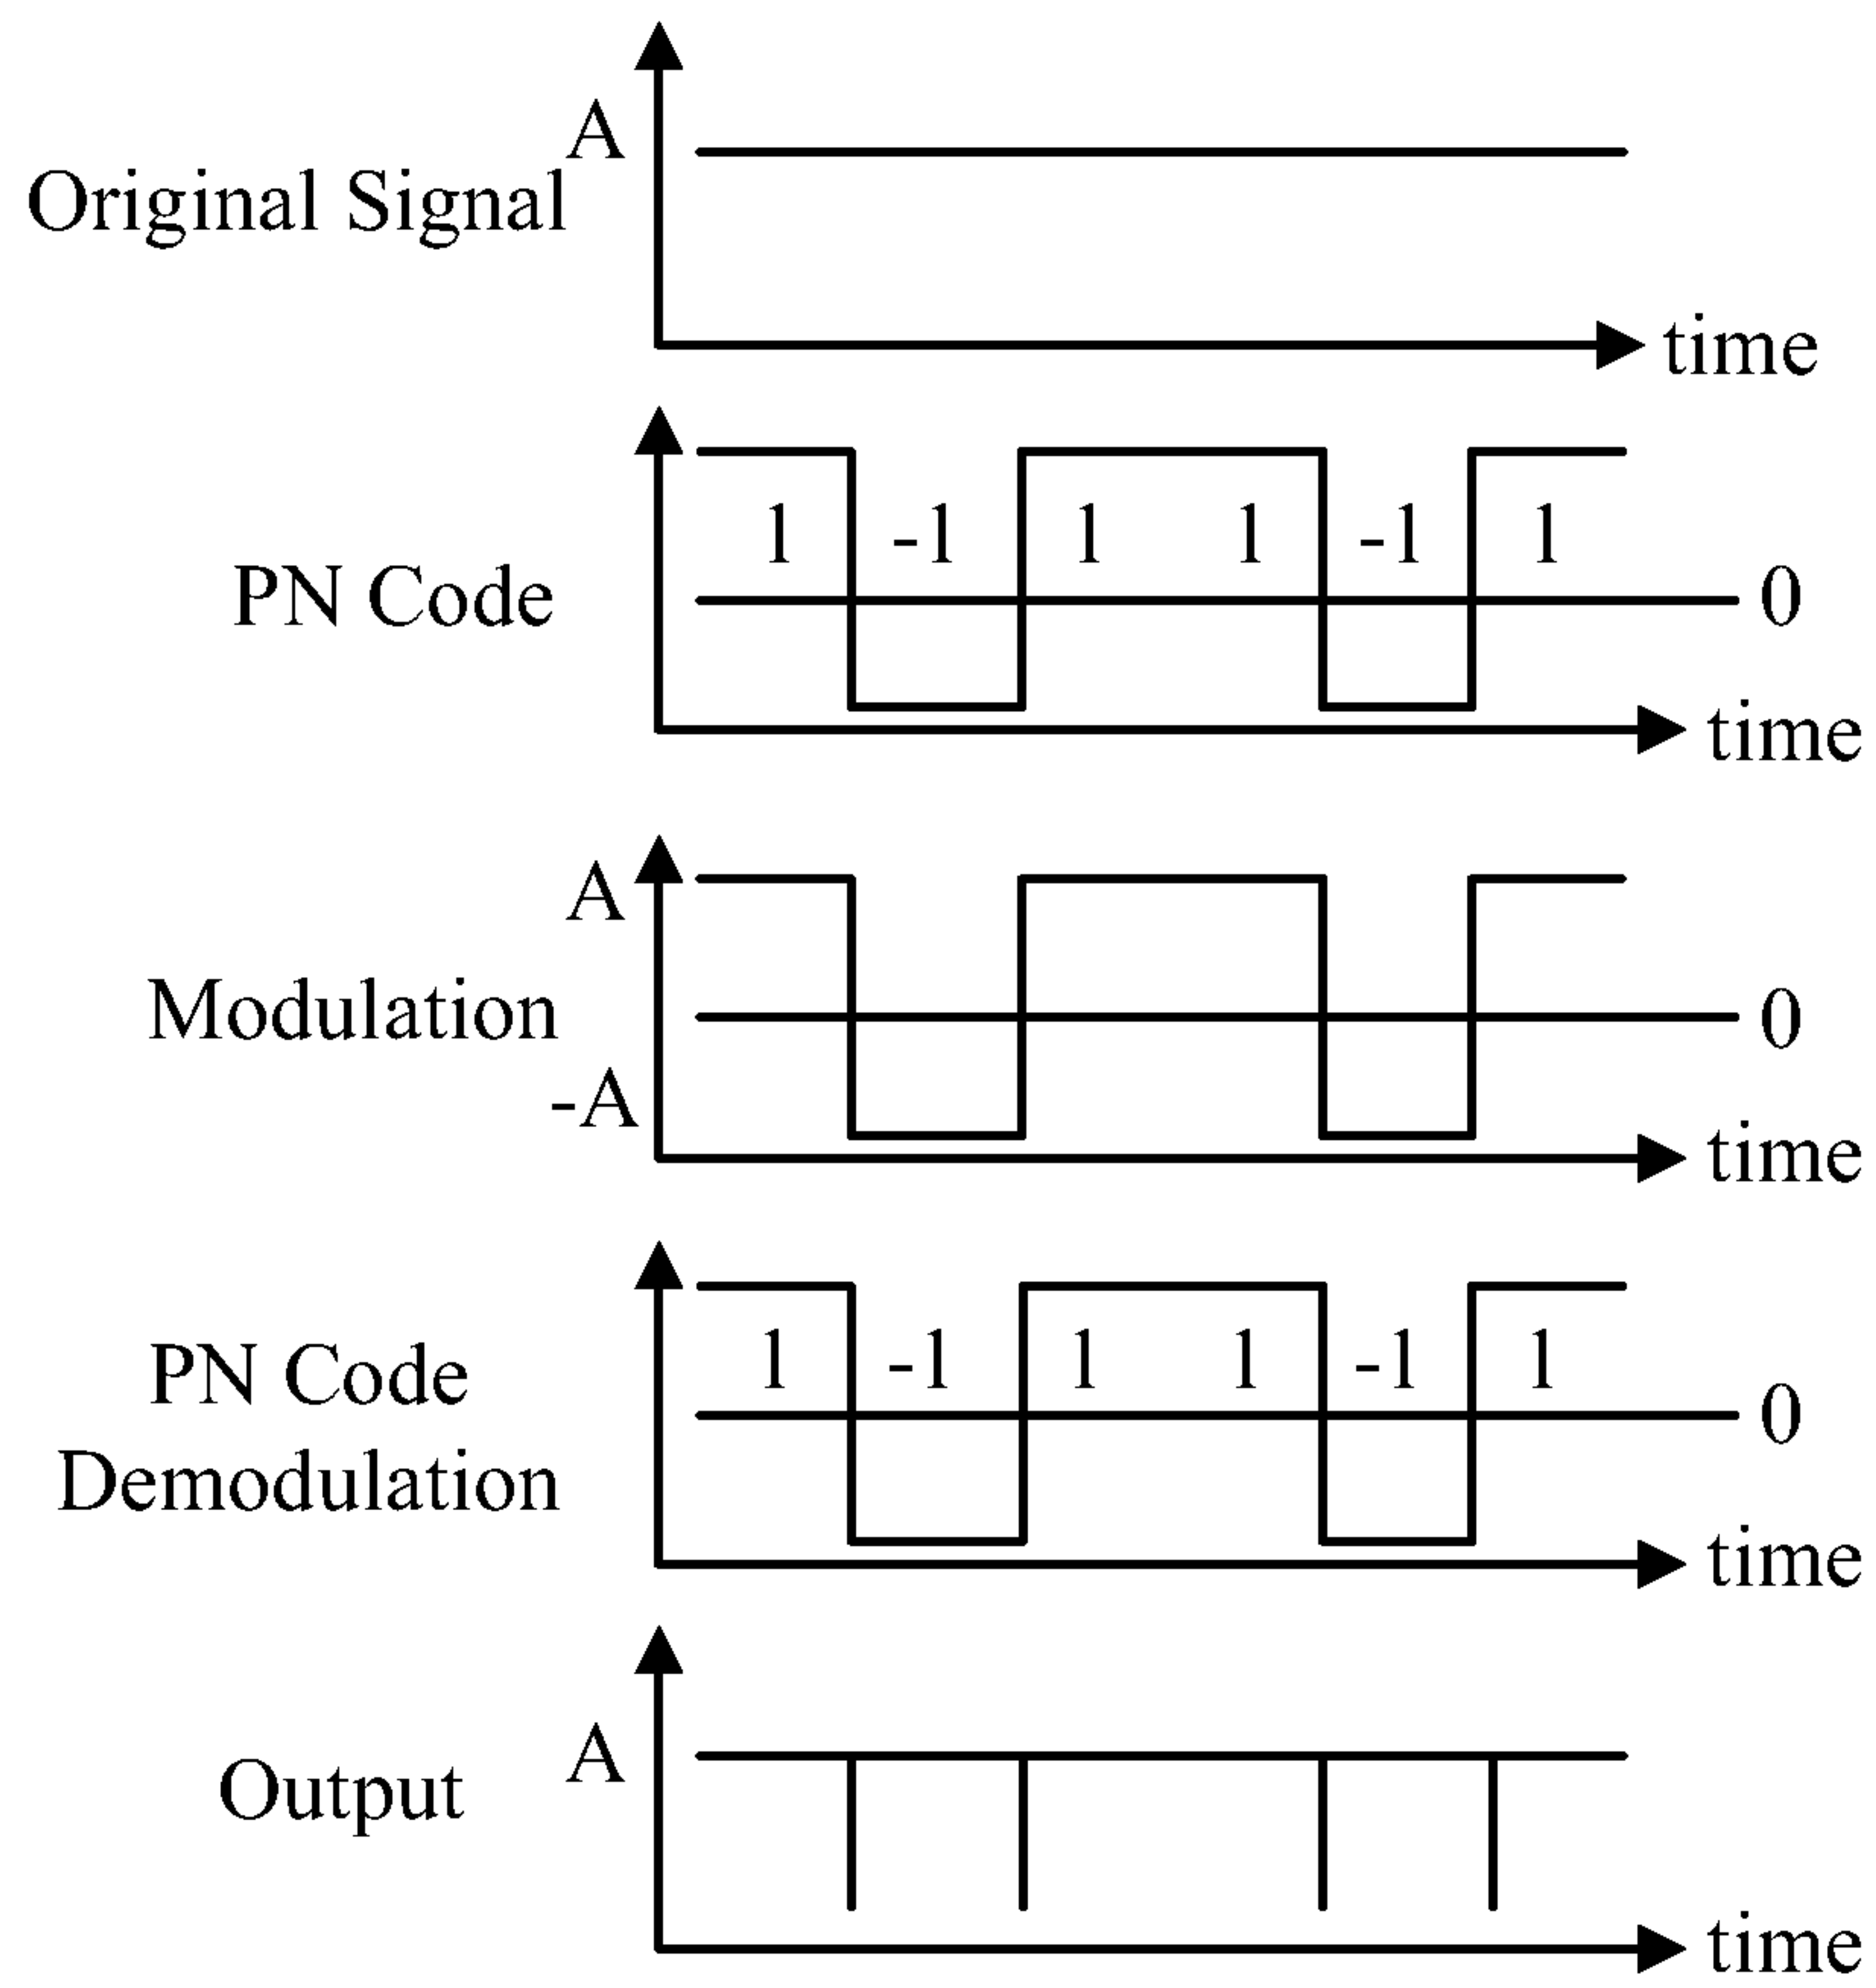 A
Original Signal
time
1 -1 1 1 -1 1
PN Code
0
time
A
Modulation
0
-A
time
1 -1 1 1 -1 1
PN Code
0
Demodulation
time
A
Output
time